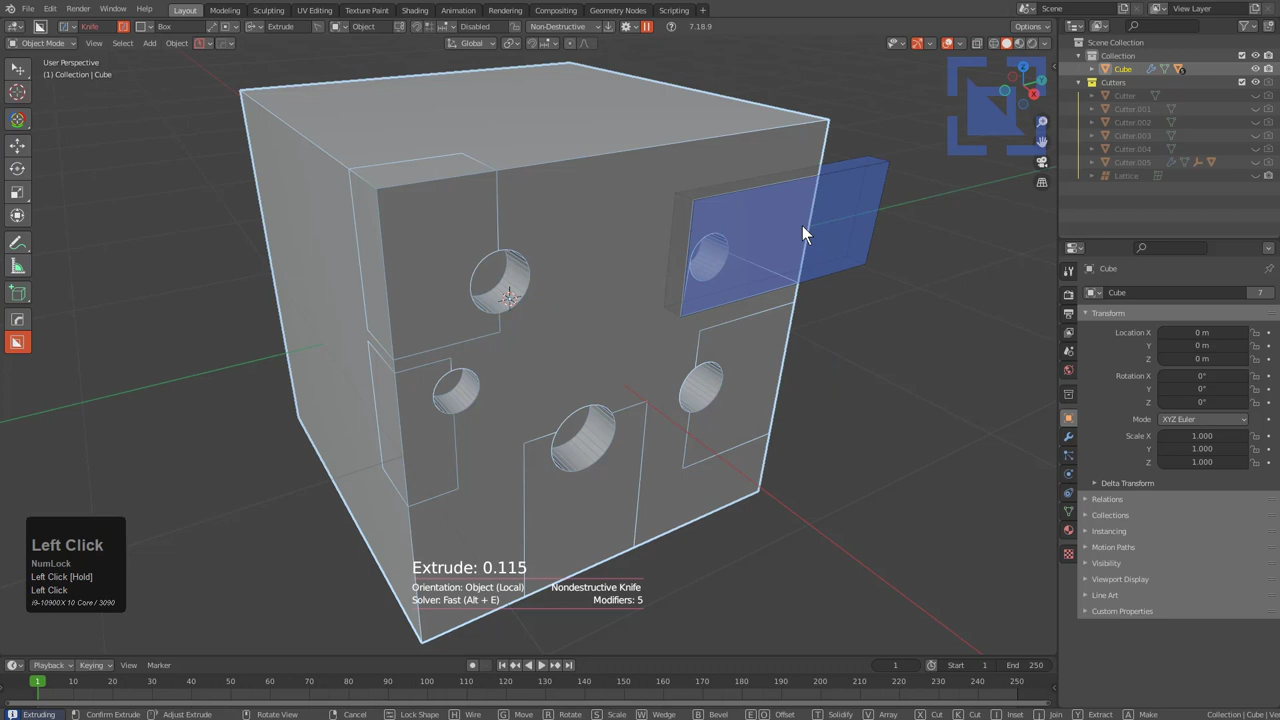 File Edit Render Window Help Layout Modeling Sculpting UV Editing Texture Paint Shading Animation Rendering Compositing Geometry Nodes Scripting Scene View Layer
Knife Box Extrude Object Disabled Non-Destructive 7.18.9 Options
Object Mode View Select Add Object Global
User Perspective
(1) Collection | Cube
Scene Collection
Collection
Cube
Cutters
Cutter
Cutter.001
Cutter.002
Cutter.003
Cutter.004
Cutter.005
Lattice
Cube
Cube 7
Transform
Location X 0 m
Y 0 m
Z 0 m
Rotation X 0°
Y 0°
Z 0°
Mode XYZ Euler
Scale X 1.000
Y 1.000
Z 1.000
Delta Transform
Relations
Collections
Instancing
Motion Paths
Visibility
Viewport Display
Line Art
Custom Properties
Left Click
NumLock
Left Click [Hold]
Left Click
i9-10900X 10 Core / 3090
Extrude: 0.115
Orientation: Object (Local) Nondestructive Knife
Solver: Fast (Alt + E) Modifiers: 5
Playback Keying View Marker 1 Start 1 End 250
1 10 20 30 40 50 60 70 80 90 100 110 120 130 140 150 160 170 180 190 200 210 220 230 240 250
Extruding Confirm Extrude Adjust Extrude Rotate View Cancel Lock Shape H Wire G Move R Rotate S Scale W Wedge B Bevel E O Offset T Solidify V Array X Cut K Cut I Inset J Join Y Extract A Make Collection | Cube | Ve